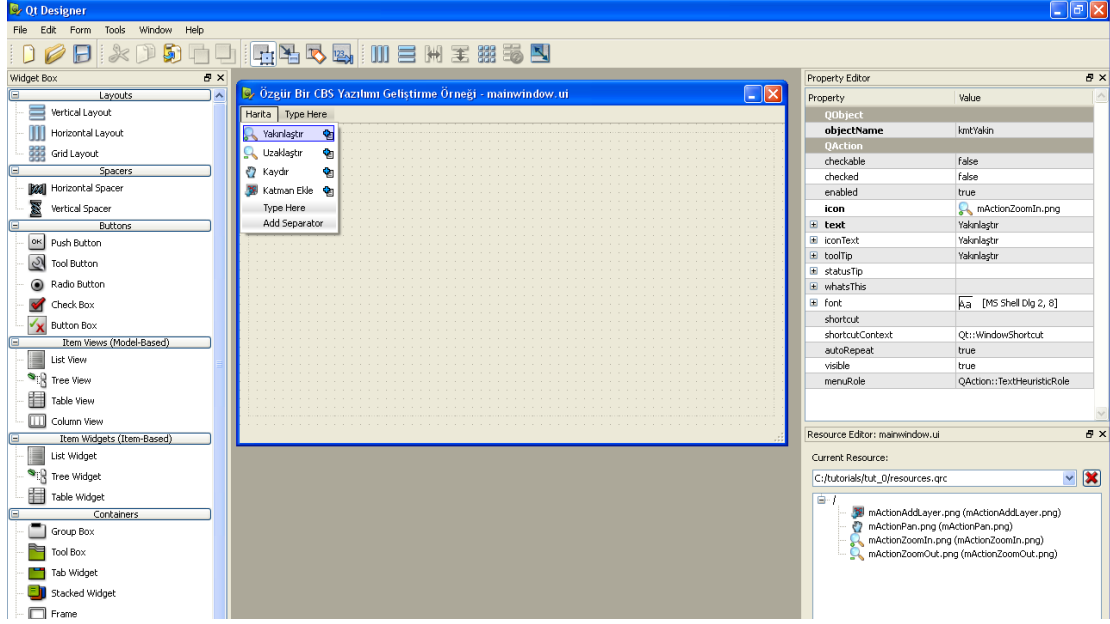 Qt Designer
File Edit Form Tools Window Help
Widget Box
Layouts
Vertical Layout
Horizontal Layout
Grid Layout
Spacers
Horizontal Spacer
Vertical Spacer
Buttons
OK Push Button
Tool Button
Radio Button
Check Box
Button Box
Item Views (Model-Based)
List View
Tree View
Table View
Column View
Item Widgets (Item-Based)
List Widget
Tree Widget
Table Widget
Containers
Group Box
Tool Box
Tab Widget
Stacked Widget
Frame
Özgür Bir CBS Yazılımı Geliştirme Örneği - mainwindow.ui
Harita Type Here
Yakınlaştır
Uzaklaştır
Kaydır
Katman Ekle
Type Here
Add Separator
Property Editor
Property Value
QObject
objectName kmtYakin
QAction
checkable false
checked false
enabled true
icon mActionZoomIn.png
text Yakınlaştır
iconText Yakınlaştır
toolTip Yakınlaştır
statusTip
whatsThis
font Aa [MS Shell Dlg 2, 8]
shortcut
shortcutContext Qt::WindowShortcut
autoRepeat true
visible true
menuRole QAction::TextHeuristicRole
Resource Editor: mainwindow.ui
Current Resource:
C:/tutorials/tut_0/resources.qrc
/
mActionAddLayer.png (mActionAddLayer.png)
mActionPan.png (mActionPan.png)
mActionZoomIn.png (mActionZoomIn.png)
mActionZoomOut.png (mActionZoomOut.png)